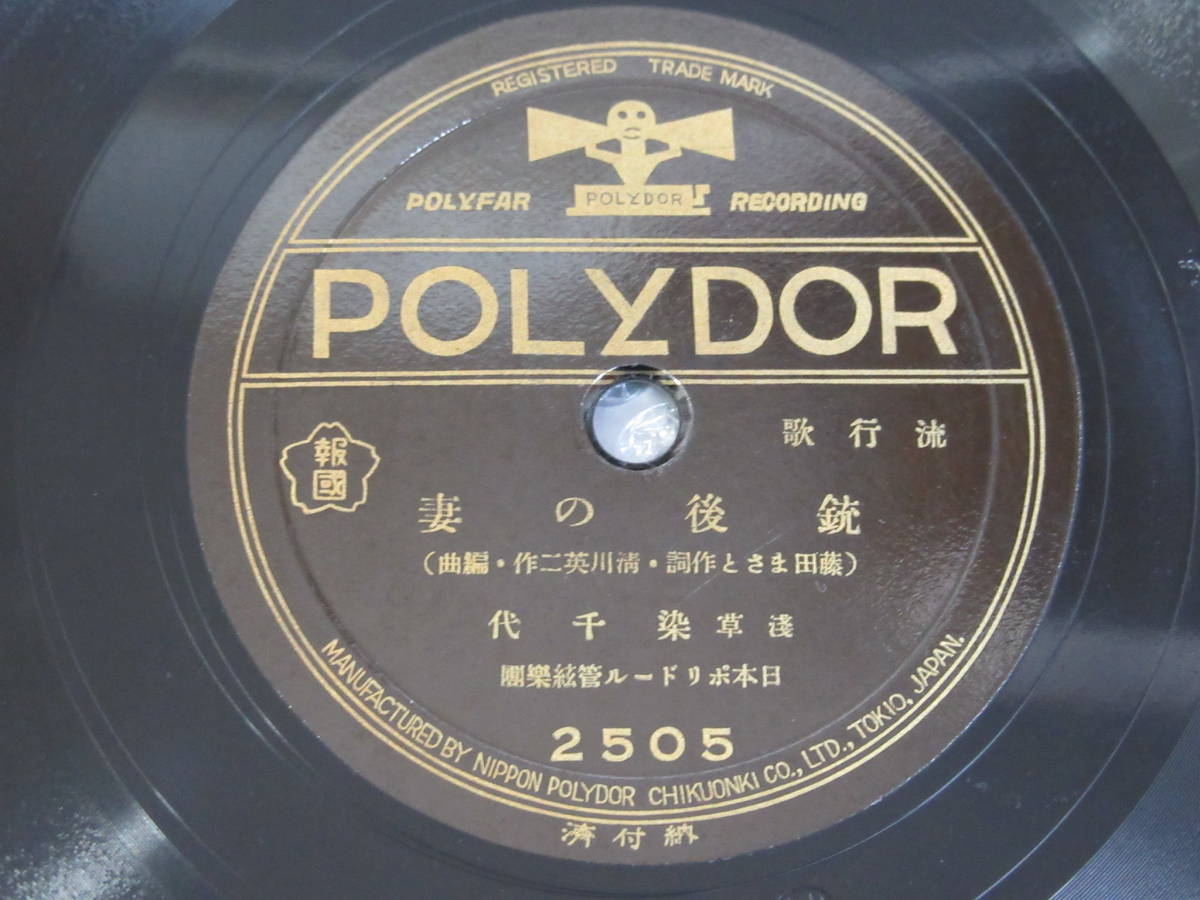 REGISTERED TRADE MARK
POLYFAR POLYDOR RECORDING
POLYDOR
流行歌
報國
銃後の妻
(藤田まさと作詞・淸川英二作・編曲)
淺草 染千代
日本ポリドール管絃樂團
2505
MANUFACTURED BY NIPPON POLYDOR CHIKUONKI CO., LTD., TOKIO, JAPAN.
納付濟